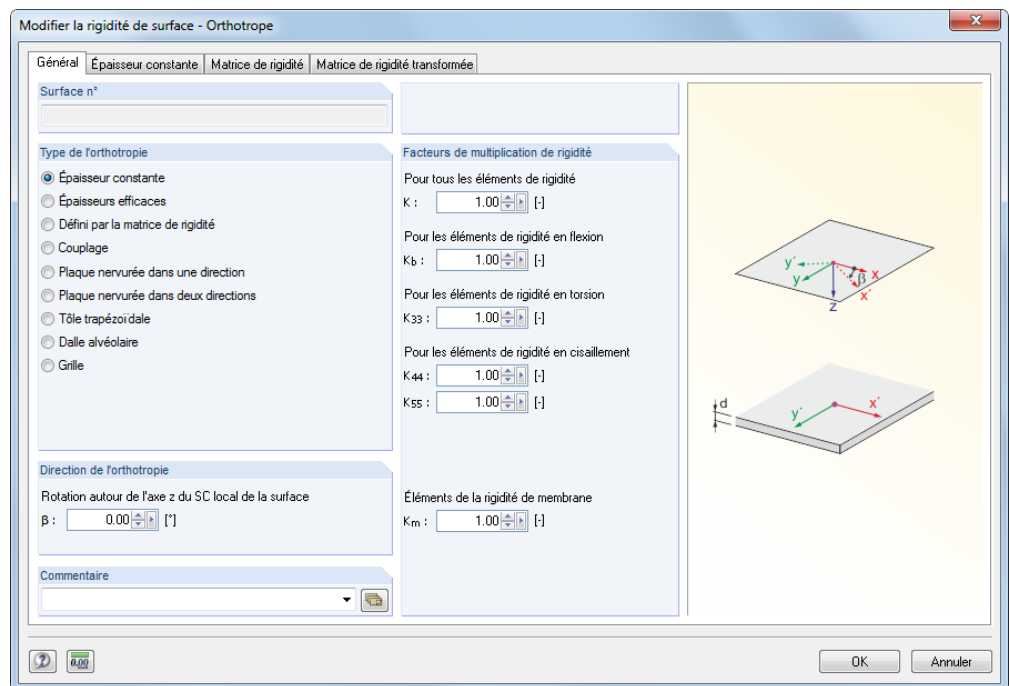 Modifier la rigidité de surface - Orthotrope
Général
Épaisseur constante
Matrice de rigidité
Matrice de rigidité transformée
Surface n°
Type de l'orthotropie
Épaisseur constante
Épaisseurs efficaces
Défini par la matrice de rigidité
Couplage
Plaque nervurée dans une direction
Plaque nervurée dans deux directions
Tôle trapézoïdale
Dalle alvéolaire
Grille
Direction de l'orthotropie
Rotation autour de l'axe z du SC local de la surface
β : 0.00 [°]
Commentaire
Facteurs de multiplication de rigidité
Pour tous les éléments de rigidité
K : 1.00 [-]
Pour les éléments de rigidité en flexion
Kb : 1.00 [-]
Pour les éléments de rigidité en torsion
K33 : 1.00 [-]
Pour les éléments de rigidité en cisaillement
K44 : 1.00 [-]
K55 : 1.00 [-]
Éléments de la rigidité de membrane
Km : 1.00 [-]
y´
y
β
x
x´
z
d
y´
x´
0.00
OK
Annuler